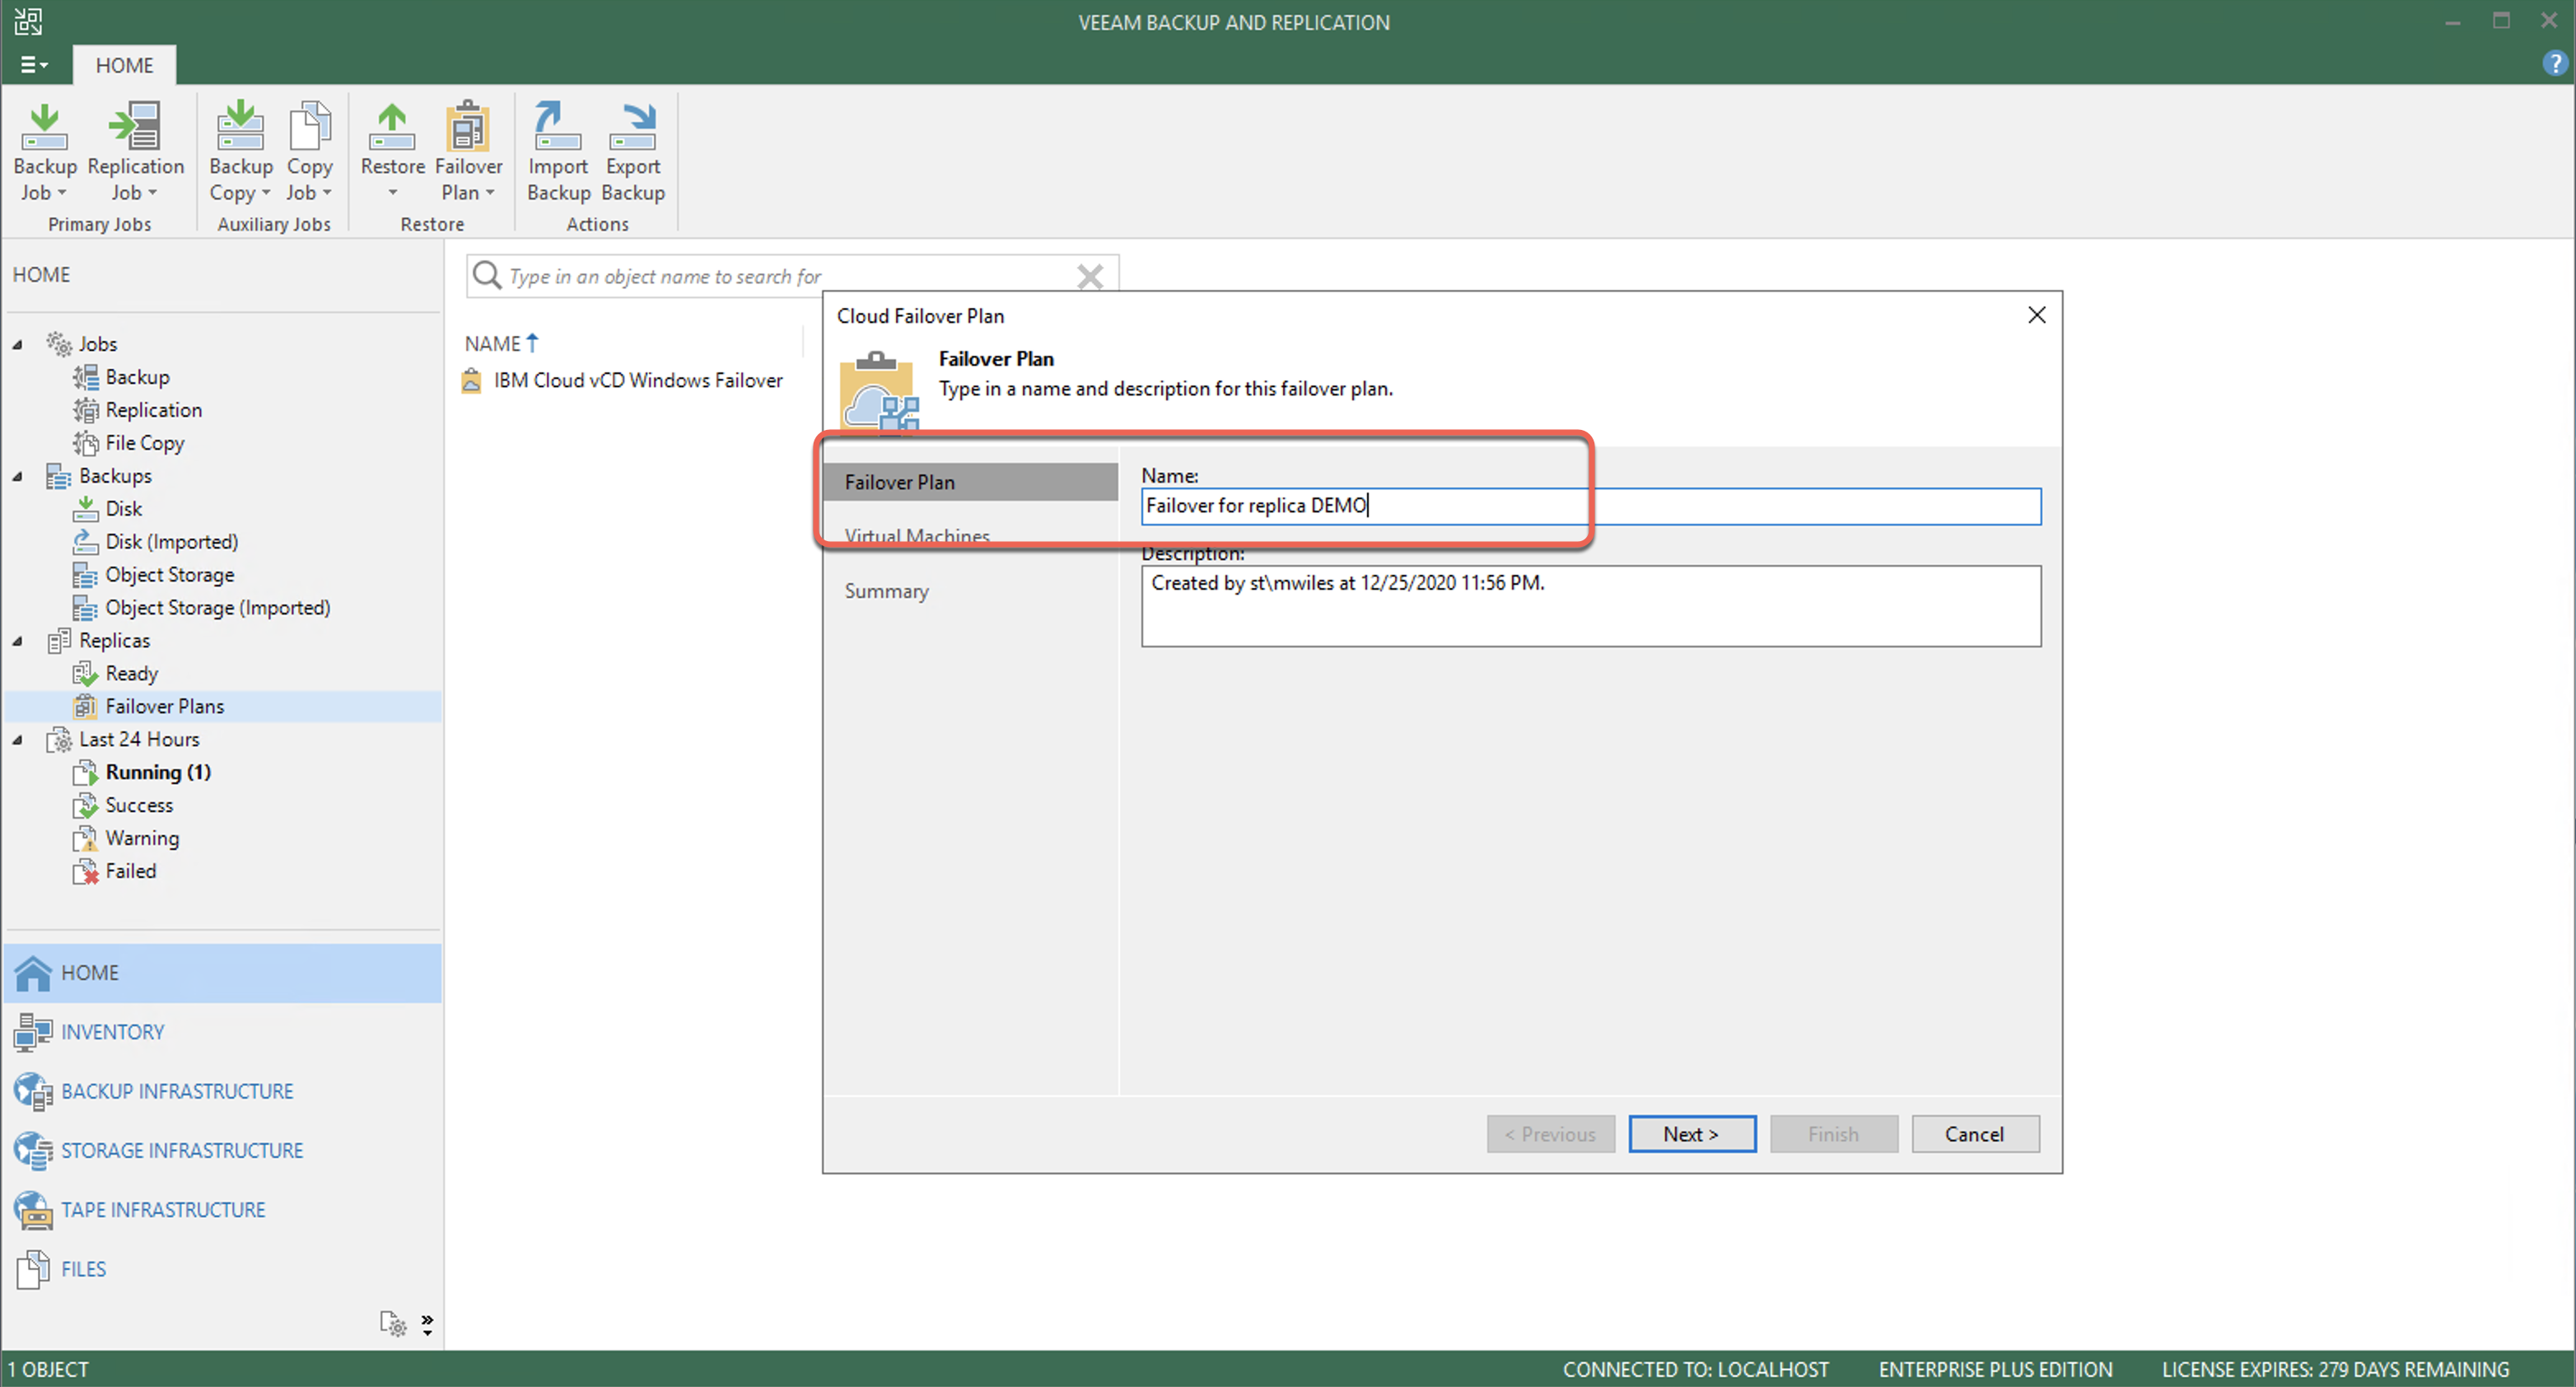 VEEAM BACKUP AND REPLICATION
HOME
?
Backup Job
Replication Job
Backup Copy
Copy Job
Restore
Failover Plan
Import Backup
Export Backup
Primary Jobs
Auxiliary Jobs
Restore
Actions
HOME
Jobs
Backup
Replication
File Copy
Backups
Disk
Disk (Imported)
Object Storage
Object Storage (Imported)
Replicas
Ready
Failover Plans
Last 24 Hours
Running (1)
Success
Warning
Failed
HOME
INVENTORY
BACKUP INFRASTRUCTURE
STORAGE INFRASTRUCTURE
TAPE INFRASTRUCTURE
FILES
Type in an object name to search for
NAME
IBM Cloud vCD Windows Failover
Cloud Failover Plan
Failover Plan
Type in a name and description for this failover plan.
Failover Plan
Virtual Machines
Summary
Name:
Failover for replica DEMO
Description:
Created by st\mwiles at 12/25/2020 11:56 PM.
< Previous
Next >
Finish
Cancel
1 OBJECT
CONNECTED TO: LOCALHOST
ENTERPRISE PLUS EDITION
LICENSE EXPIRES: 279 DAYS REMAINING